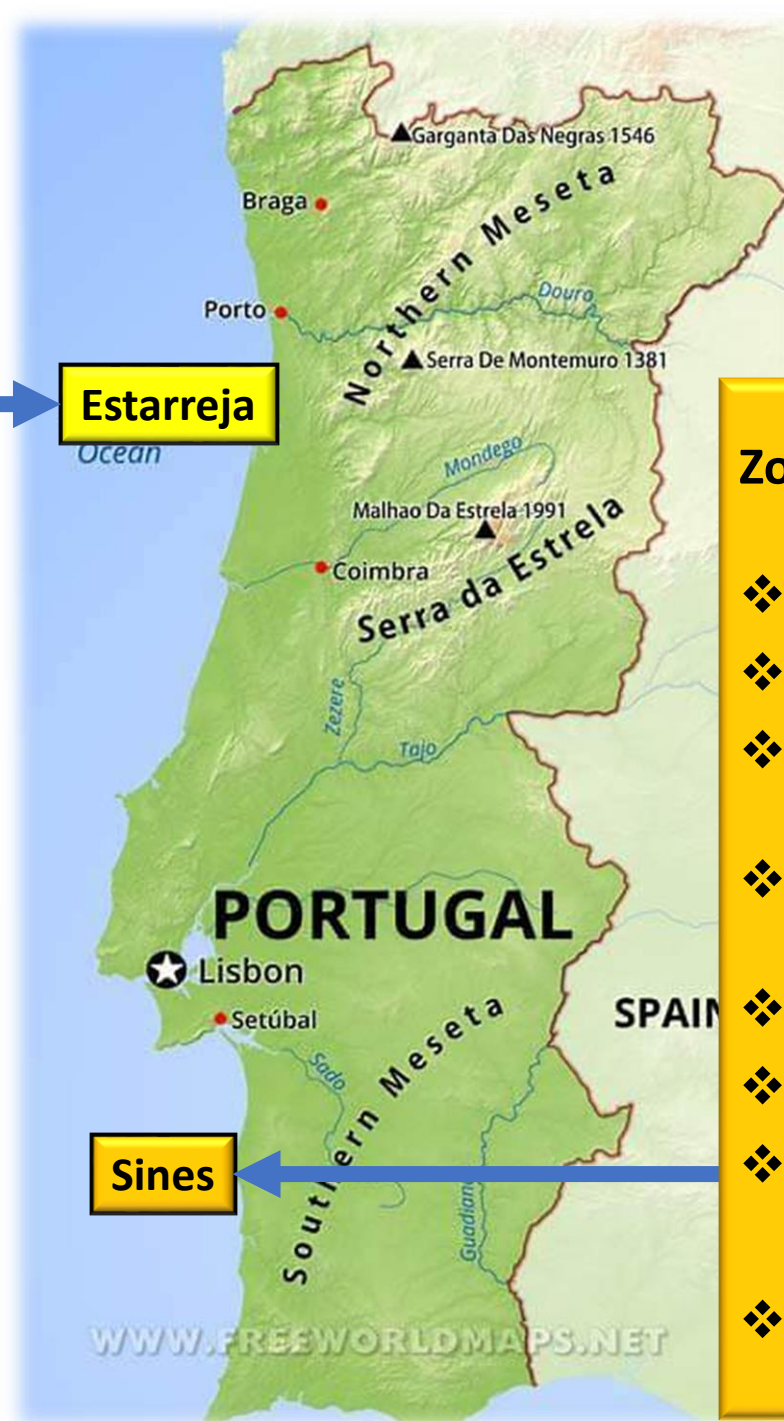 Garganta Das Negras 1546
Braga
Northern Meseta
Douro
Porto
Serra De Montemuro 1381
Estarreja
Ocean
Mondego
Malhao Da Estrela 1991
Coimbra
Serra da Estrela
Zezere
Tajo
PORTUGAL
Lisbon
Setúbal
SPAIN
Sado
Southern Meseta
Sines
Guadiana
WWW.FREEWORLDMAPS.NET
Zo